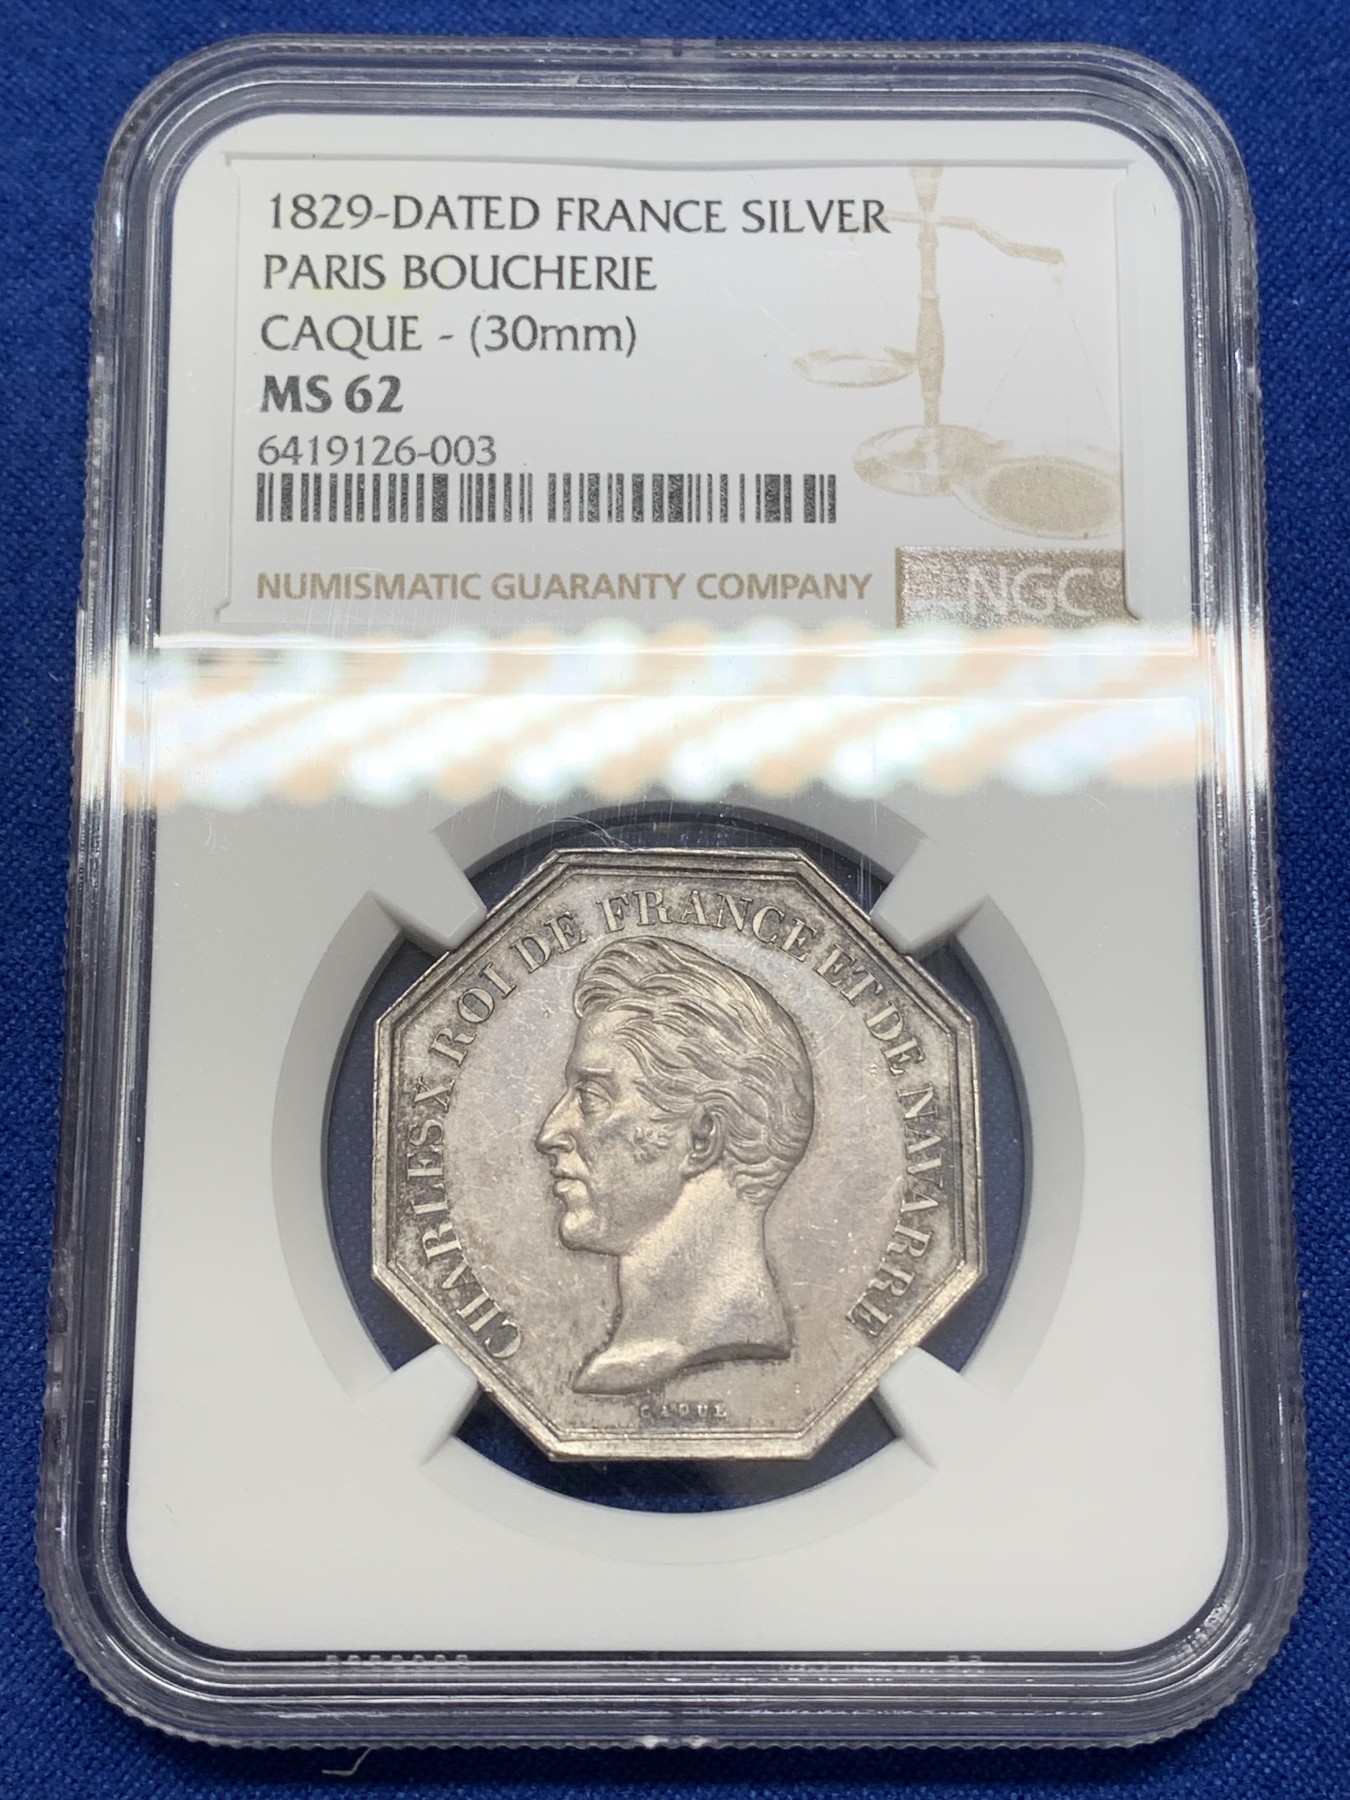 1829-DATED FRANCE SILVER
PARIS BOUCHERIE
CAQUE - (30mm)
MS 62
6419126-003
NUMISMATIC GUARANTY COMPANY
NGC®
CHARLES X ROI DE FRANCE ET DE NAVARRE
CAQUE